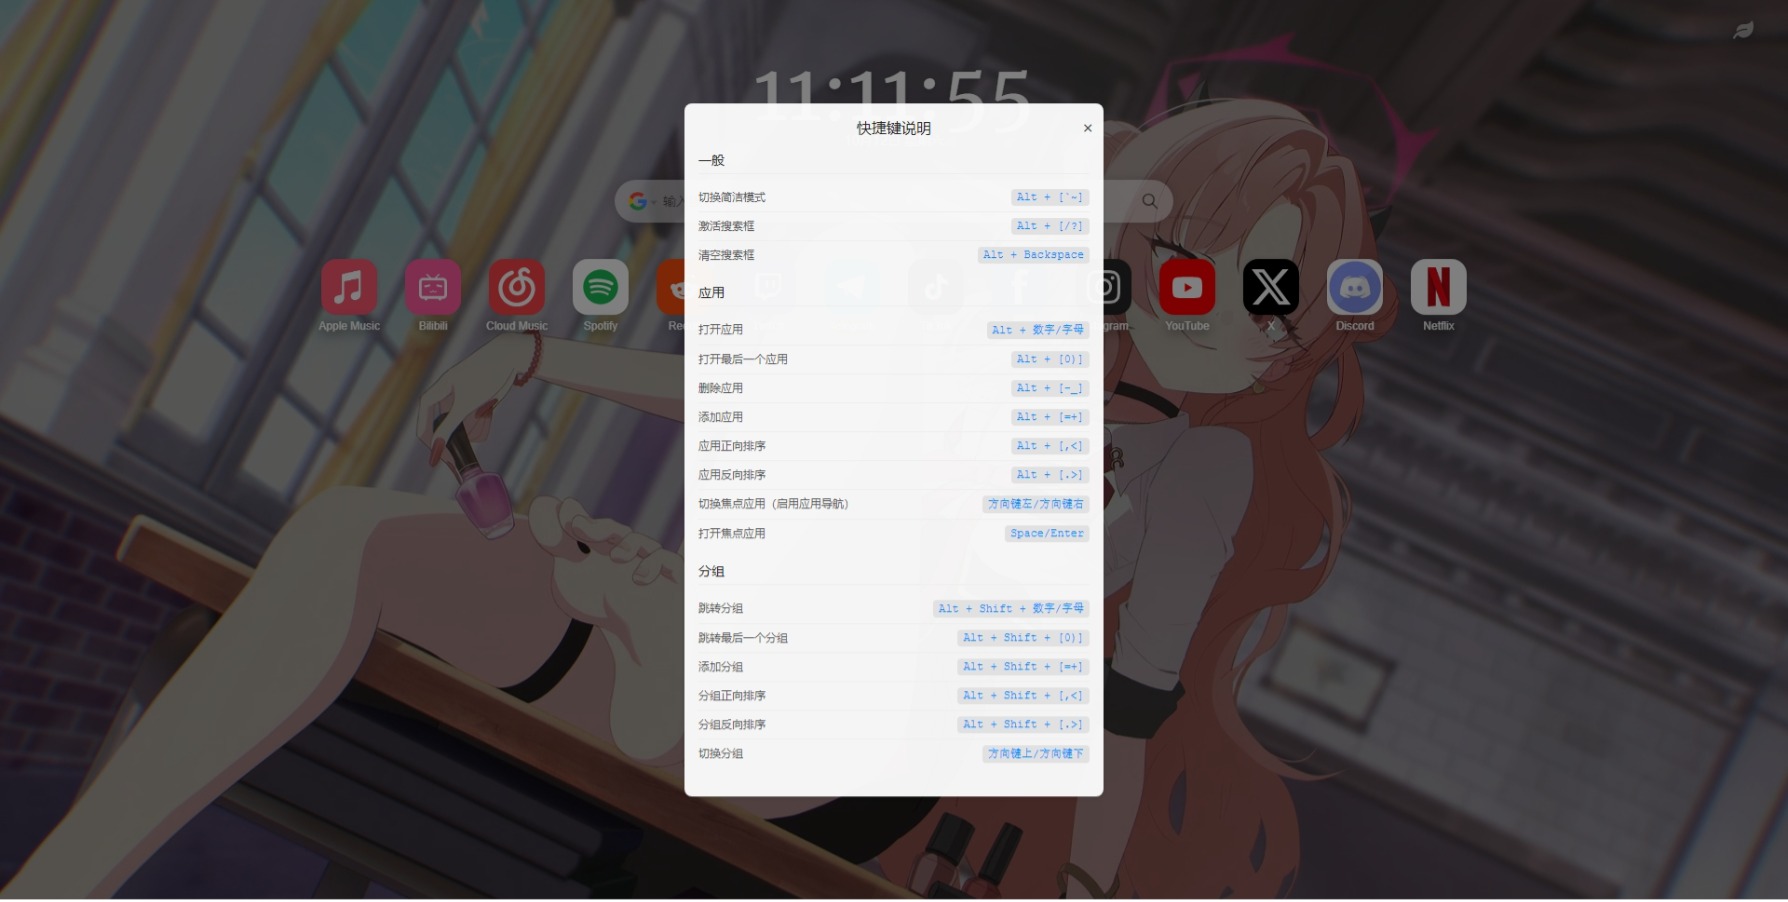 11:11:55
快捷键说明
×
一般
输入
切换简洁模式 Alt + [`~]
激活搜索框 Alt + [/?]
清空搜索框 Alt + Backspace
应用
Apple Music
Bilibili
Cloud Music
Spotify
YouTube
X
Discord
Netflix
打开应用 Alt + 数字/字母
打开最后一个应用 Alt + [0)]
删除应用 Alt + [-_]
添加应用 Alt + [=+]
应用正向排序 Alt + [,<]
应用反向排序 Alt + [.>]
切换焦点应用（启用应用导航） 方向键左/方向键右
打开焦点应用 Space/Enter
分组
跳转分组 Alt + Shift + 数字/字母
跳转最后一个分组 Alt + Shift + [0)]
添加分组 Alt + Shift + [=+]
分组正向排序 Alt + Shift + [,<]
分组反向排序 Alt + Shift + [.>]
切换分组 方向键上/方向键下